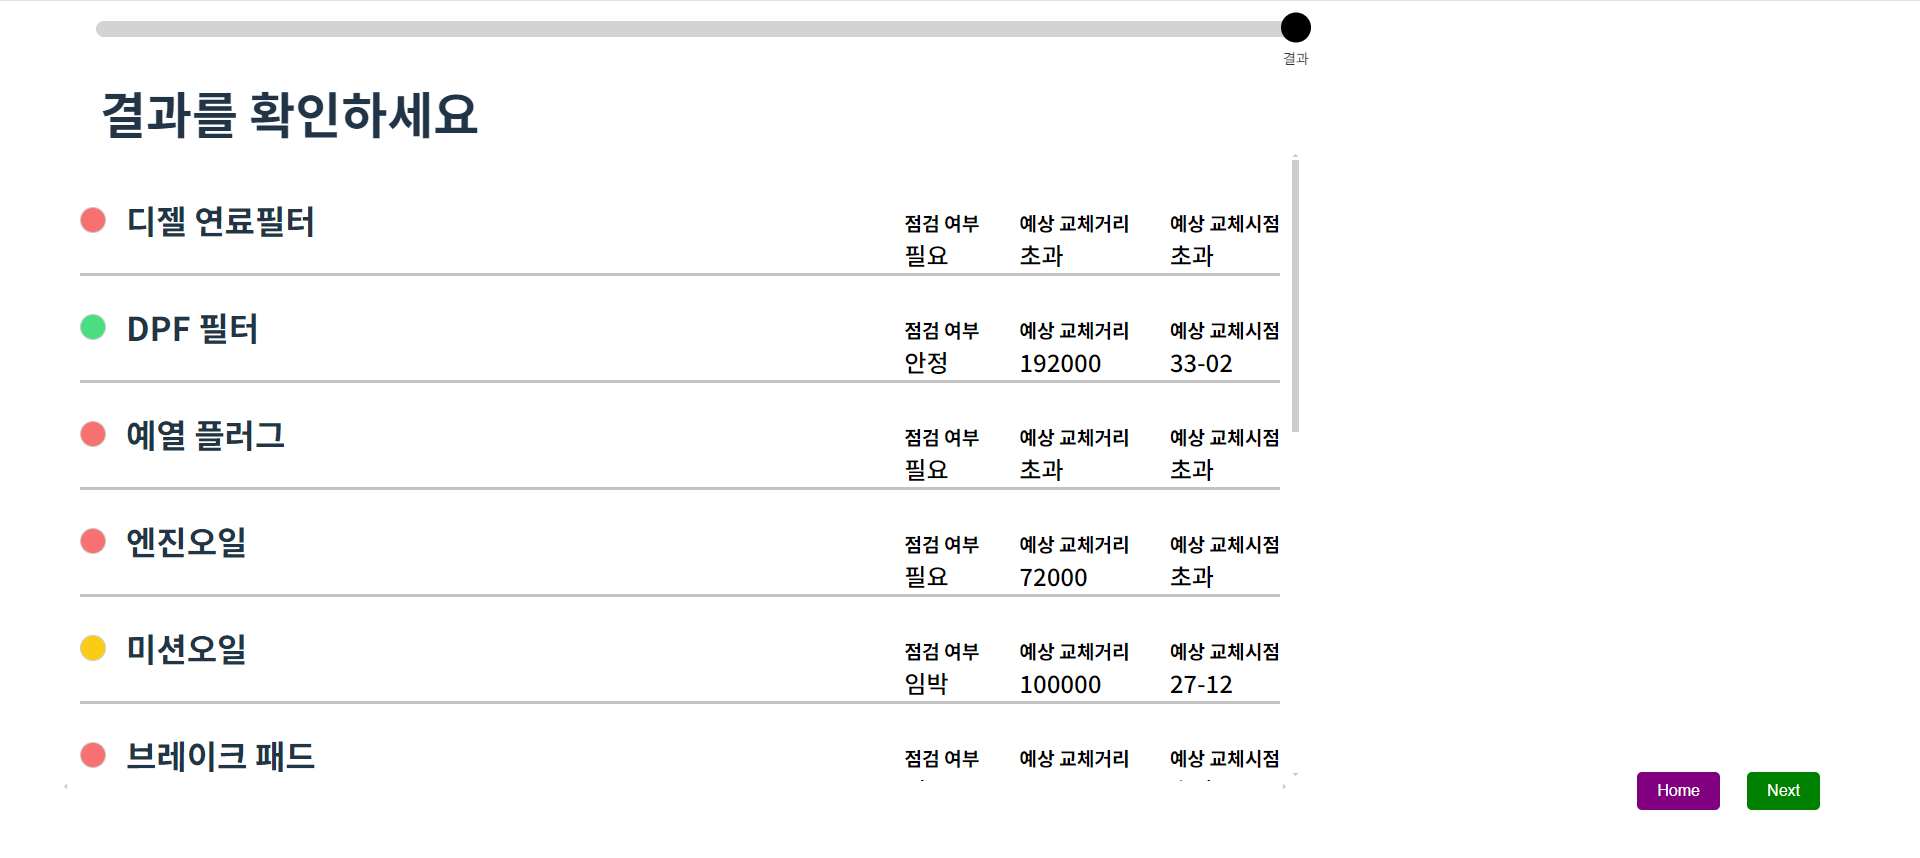 결과
결과를 확인하세요
디젤 연료필터
점검 여부 예상 교체거리 예상 교체시점
필요 초과 초과
DPF 필터
점검 여부 예상 교체거리 예상 교체시점
안정 192000 33-02
예열 플러그
점검 여부 예상 교체거리 예상 교체시점
필요 초과 초과
엔진오일
점검 여부 예상 교체거리 예상 교체시점
필요 72000 초과
미션오일
점검 여부 예상 교체거리 예상 교체시점
임박 100000 27-12
브레이크 패드
점검 여부 예상 교체거리 예상 교체시점
Home Next